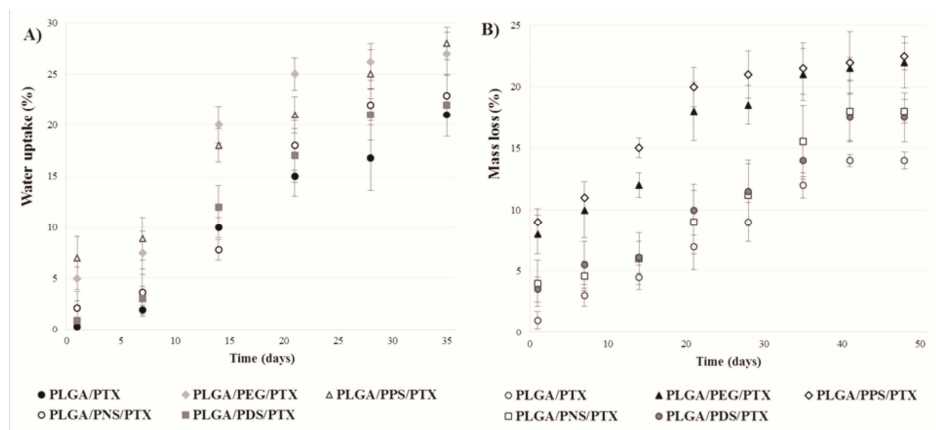 A)
Water uptake (%)
30
25
20
15
10
5
0
0 5 10 15 20 25 30 35
Time (days)
PLGA/PTX PLGA/PEG/PTX PLGA/PPS/PTX
PLGA/PNS/PTX PLGA/PDS/PTX
B)
Mass loss (%)
25
20
15
10
5
0
0 10 20 30 40 50
Time (days)
PLGA/PTX PLGA/PEG/PTX PLGA/PPS/PTX
PLGA/PNS/PTX PLGA/PDS/PTX